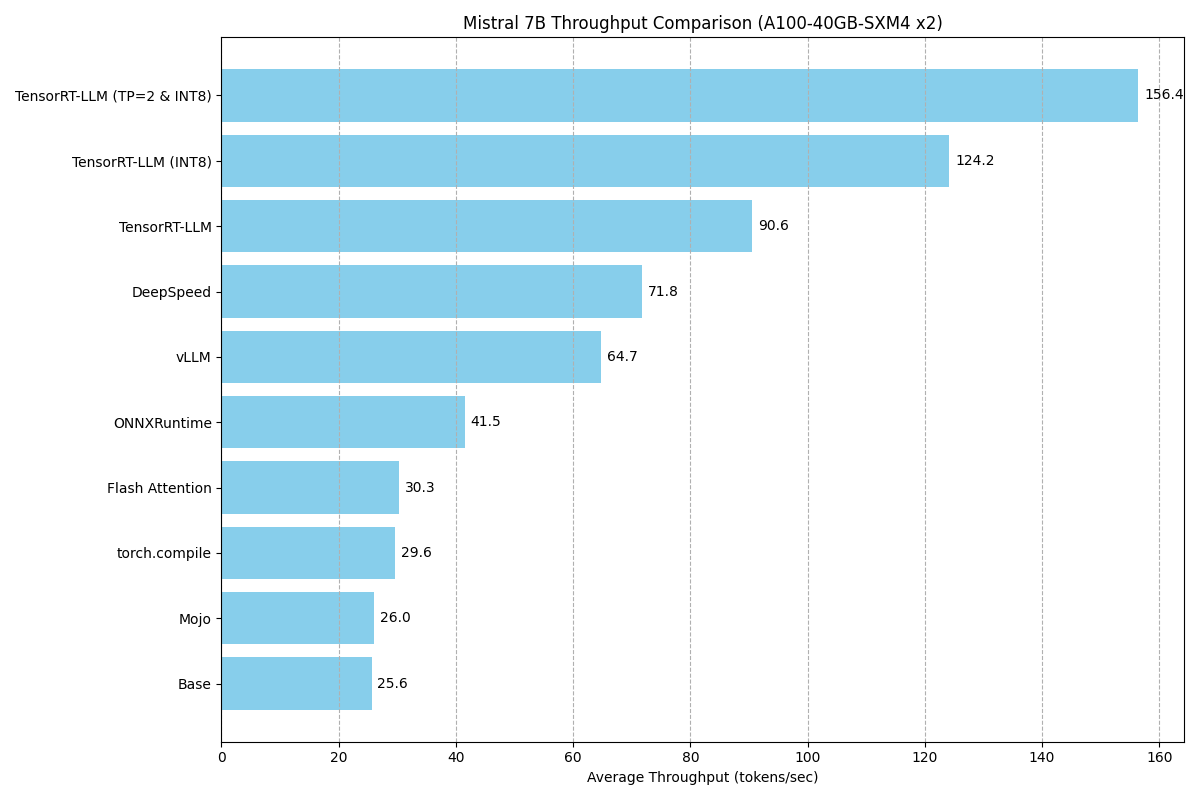 Mistral 7B Throughput Comparison (A100-40GB-SXM4 x2)
TensorRT-LLM (TP=2 & INT8) 156.4
TensorRT-LLM (INT8) 124.2
TensorRT-LLM 90.6
DeepSpeed 71.8
vLLM 64.7
ONNXRuntime 41.5
Flash Attention 30.3
torch.compile 29.6
Mojo 26.0
Base 25.6
0 20 40 60 80 100 120 140 160
Average Throughput (tokens/sec)